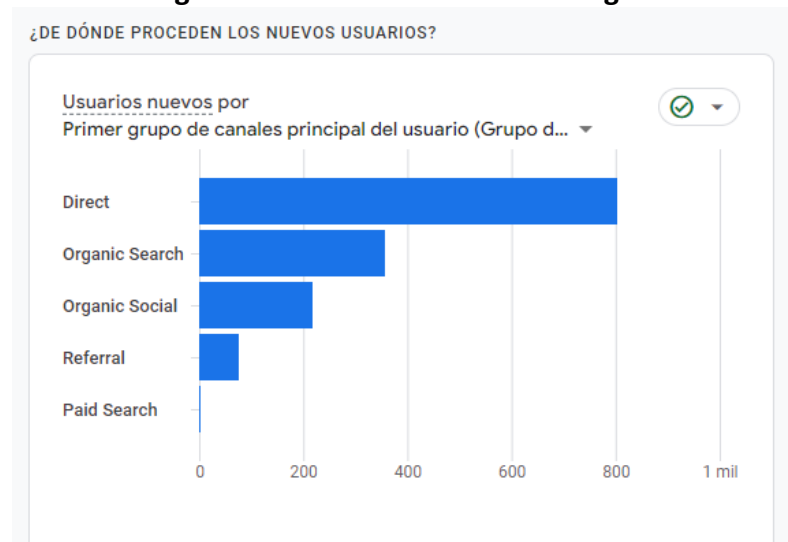 ¿DE DÓNDE PROCEDEN LOS NUEVOS USUARIOS?
Usuarios nuevos por
Primer grupo de canales principal del usuario (Grupo d...
Direct
Organic Search
Organic Social
Referral
Paid Search
0 200 400 600 800 1 mil